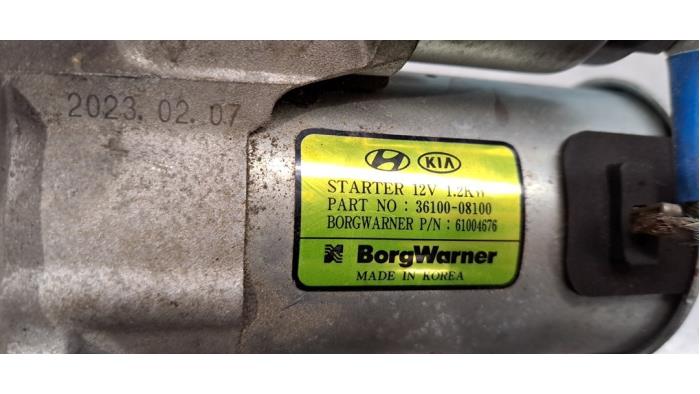 2023.02.07
KIA
STARTER 12V 1.2KW
PART NO : 36100-08100
BORGWARNER P/N : 61004676
BorgWarner
MADE IN KOREA